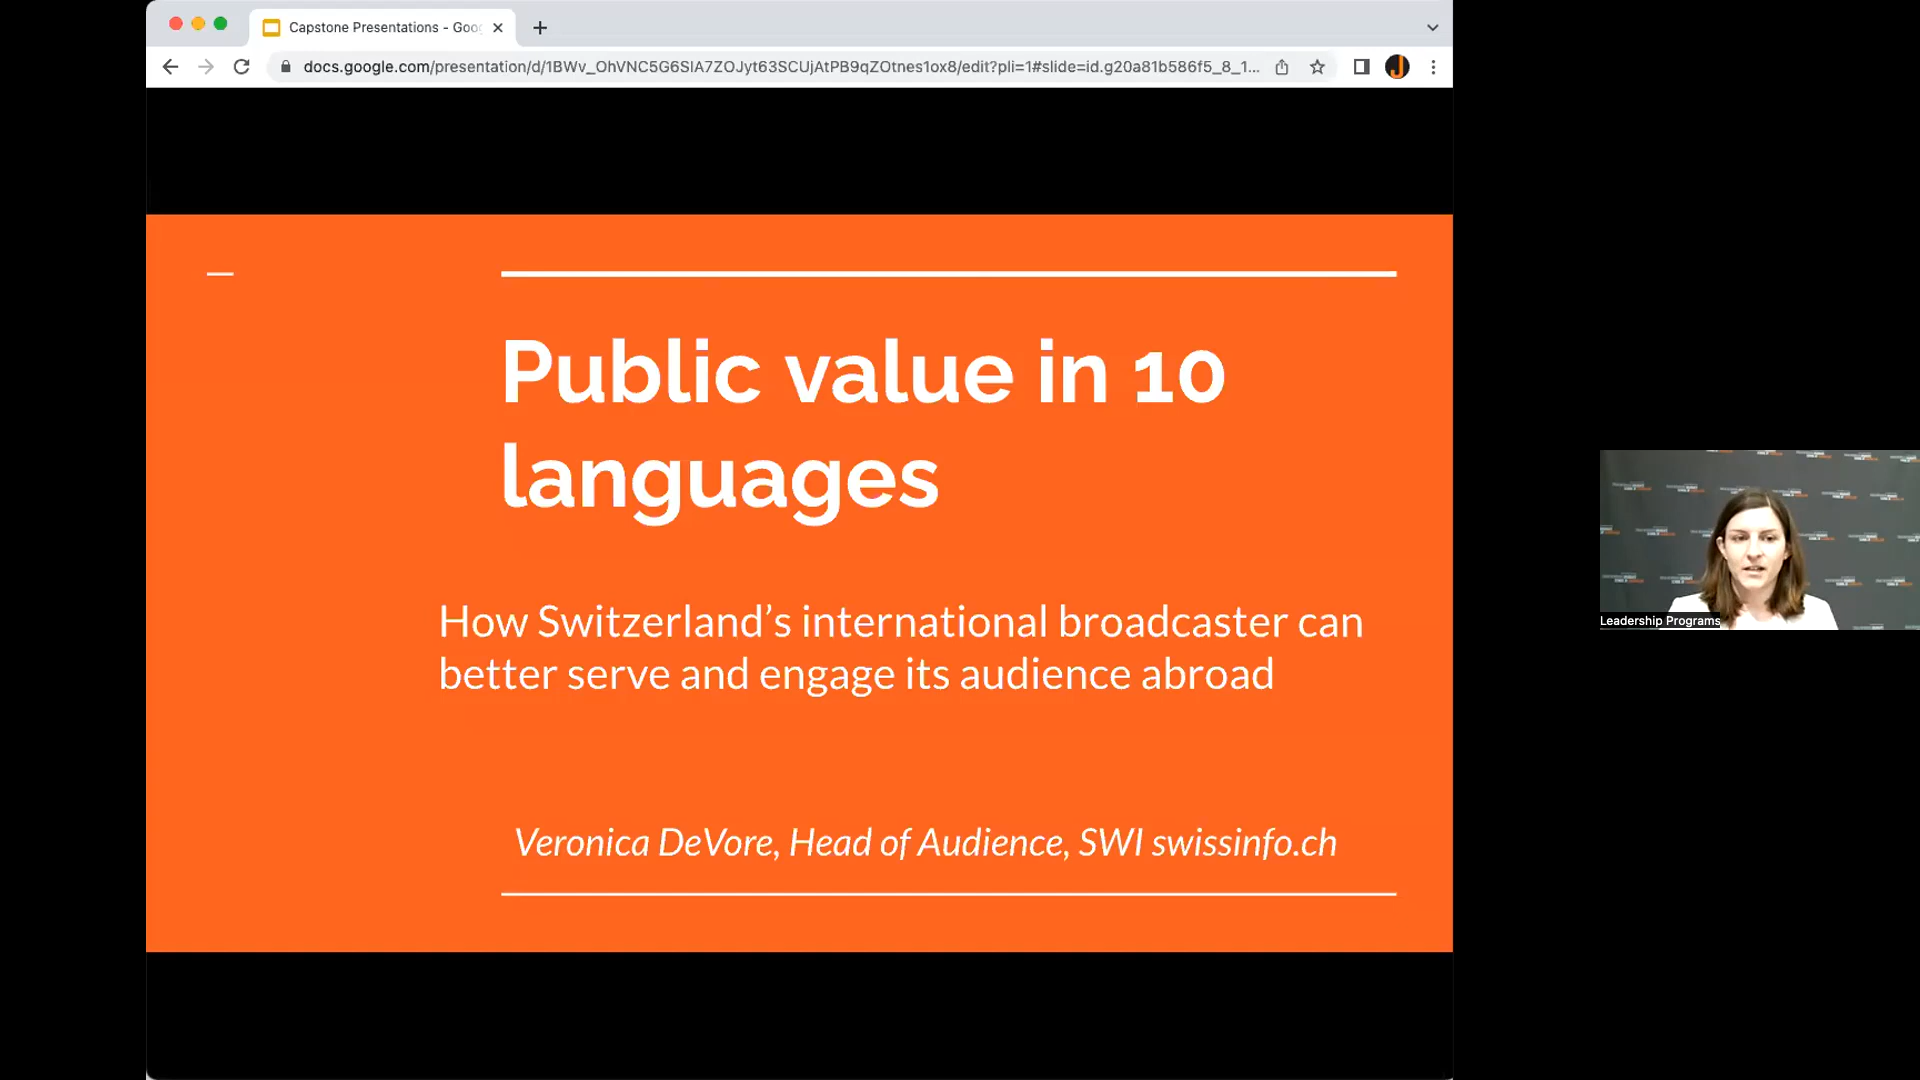 Capstone Presentations - Goo
docs.google.com/presentation/d/1BWv_OhVNC5G6SlA7ZOJyt63SCUjAtPB9qZOtnes1ox8/edit?pli=1#slide=id.g20a81b586f5_8_1...
Public value in 10
languages
How Switzerland’s international broadcaster can
better serve and engage its audience abroad
Veronica DeVore, Head of Audience, SWI swissinfo.ch
Leadership Programs